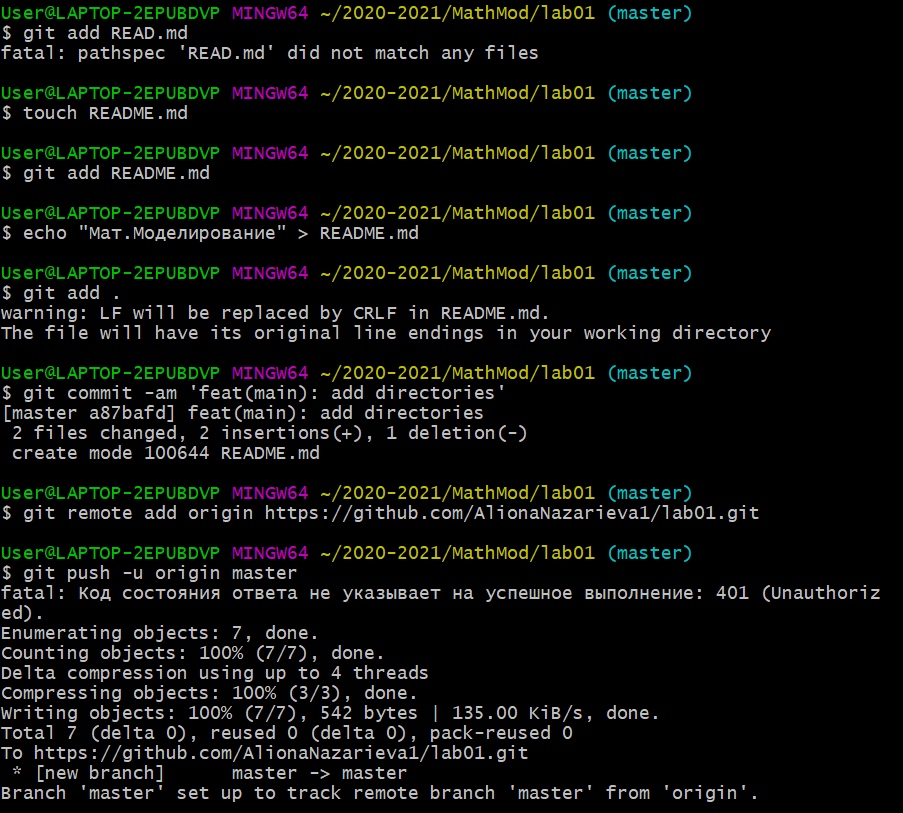 User@LAPTOP-2EPUBDVP MINGW64 ~/2020-2021/MathMod/lab01 (master)
$ git add READ.md
fatal: pathspec 'READ.md' did not match any files
User@LAPTOP-2EPUBDVP MINGW64 ~/2020-2021/MathMod/lab01 (master)
$ touch README.md
User@LAPTOP-2EPUBDVP MINGW64 ~/2020-2021/MathMod/lab01 (master)
$ git add README.md
User@LAPTOP-2EPUBDVP MINGW64 ~/2020-2021/MathMod/lab01 (master)
$ echo "Мат.Моделирование" > README.md
User@LAPTOP-2EPUBDVP MINGW64 ~/2020-2021/MathMod/lab01 (master)
$ git add .
warning: LF will be replaced by CRLF in README.md.
The file will have its original line endings in your working directory
User@LAPTOP-2EPUBDVP MINGW64 ~/2020-2021/MathMod/lab01 (master)
$ git commit -am 'feat(main): add directories'
[master a87bafd] feat(main): add directories
 2 files changed, 2 insertions(+), 1 deletion(-)
 create mode 100644 README.md
User@LAPTOP-2EPUBDVP MINGW64 ~/2020-2021/MathMod/lab01 (master)
$ git remote add origin https://github.com/AlionaNazarieva1/lab01.git
User@LAPTOP-2EPUBDVP MINGW64 ~/2020-2021/MathMod/lab01 (master)
$ git push -u origin master
fatal: Код состояния ответа не указывает на успешное выполнение: 401 (Unauthoriz
ed).
Enumerating objects: 7, done.
Counting objects: 100% (7/7), done.
Delta compression using up to 4 threads
Compressing objects: 100% (3/3), done.
Writing objects: 100% (7/7), 542 bytes | 135.00 KiB/s, done.
Total 7 (delta 0), reused 0 (delta 0), pack-reused 0
To https://github.com/AlionaNazarieva1/lab01.git
 * [new branch]      master -> master
Branch 'master' set up to track remote branch 'master' from 'origin'.